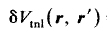 δV_tnl(r, r′)